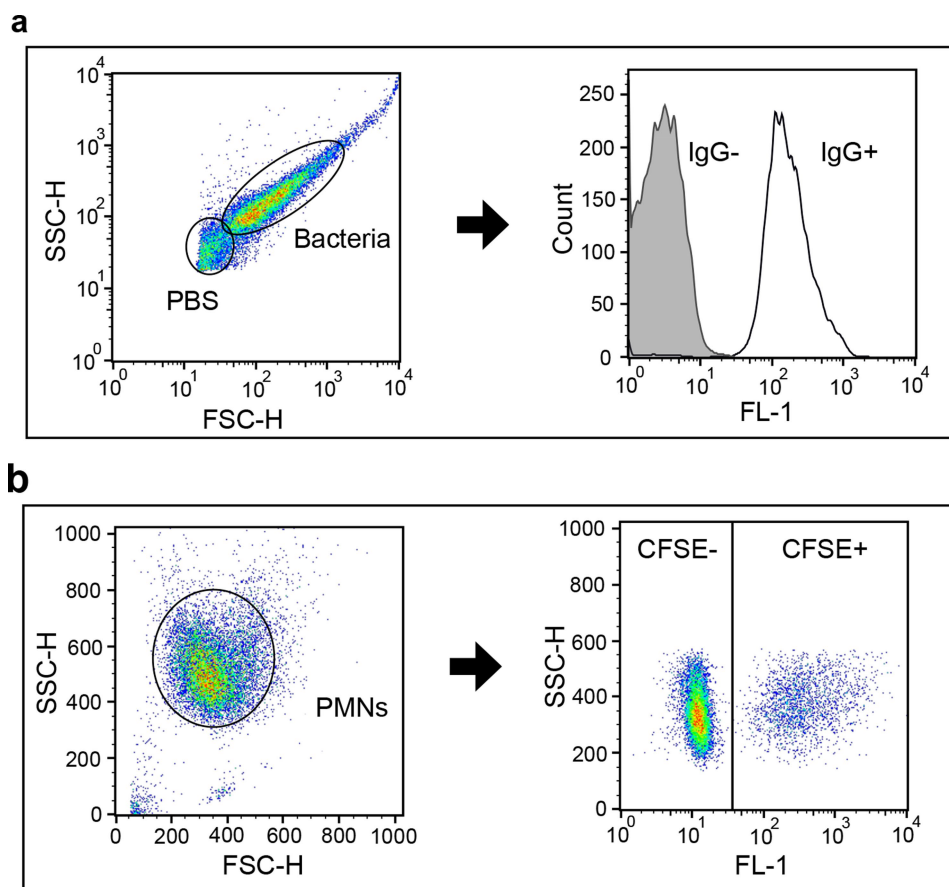 a
10^4
10^3
10^2
10^1
10^0
SSC-H
Bacteria
PBS
10^0 10^1 10^2 10^3 10^4
FSC-H
250
200
150
100
50
0
Count
IgG-
IgG+
10^0 10^1 10^2 10^3 10^4
FL-1
b
1000
800
600
400
200
0
SSC-H
PMNs
0 200 400 600 800 1000
FSC-H
1000
800
600
400
200
0
SSC-H
CFSE-
CFSE+
10^0 10^1 10^2 10^3 10^4
FL-1